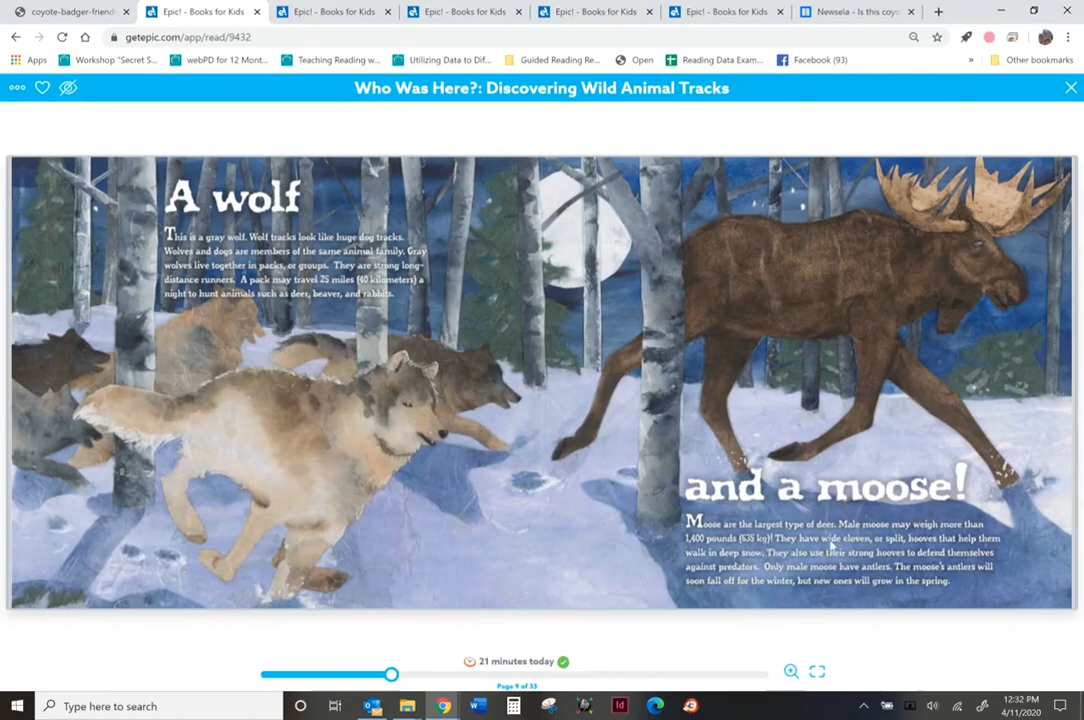 coyote-badger-friend
Epic! - Books for Kids
Epic! - Books for Kids
Epic! - Books for Kids
Epic! - Books for Kids
Epic! - Books for Kids
Newsela - Is this coyo
getepic.com/app/read/9432
Apps
Workshop "Secret S...
webPD for 12 Mont...
Teaching Reading w...
Utilizing Data to Dif...
Guided Reading Re...
Open
Reading Data Exam...
Facebook (93)
»
Other bookmarks
Who Was Here?: Discovering Wild Animal Tracks
A wolf
This is a gray wolf. Wolf tracks look like huge dog tracks.
Wolves and dogs are members of the same animal family. Gray
wolves live together in packs, or groups. They are strong long-
distance runners. A pack may travel 25 miles (40 kilometers) a
night to hunt animals such as deer, beaver, and rabbits.
and a moose!
Moose are the largest type of deer. Male moose may weigh more than
1,400 pounds (635 kg)! They have wide cloven, or split, hooves that help them
walk in deep snow. They also use their strong hooves to defend themselves
against predators. Only male moose have antlers. The moose's antlers will
soon fall off for the winter, but new ones will grow in the spring.
21 minutes today
Page 9 of 33
Type here to search
12:32 PM
4/11/2020